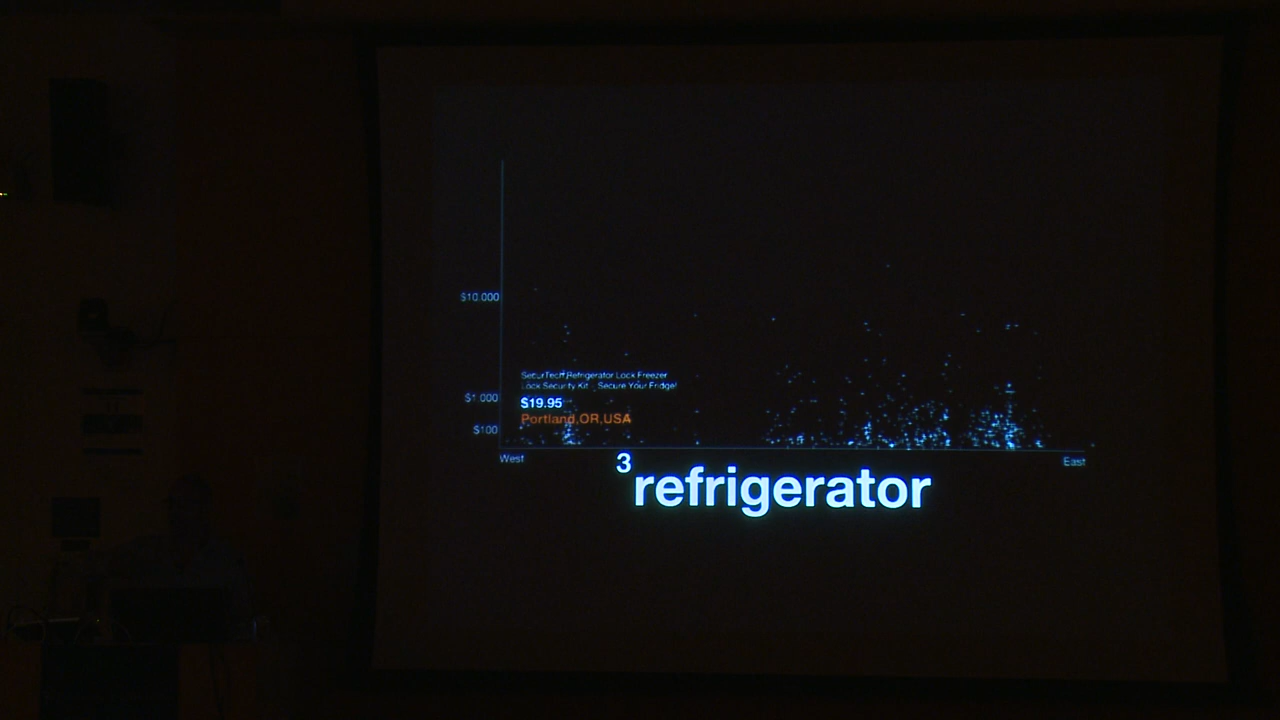 $10,000
SecurTech Refrigerator Lock Freezer
Lock Security Kit _ Secure Your Fridge!
$1,000
$19.95
Portland,OR,USA
$100
West
East
3
refrigerator